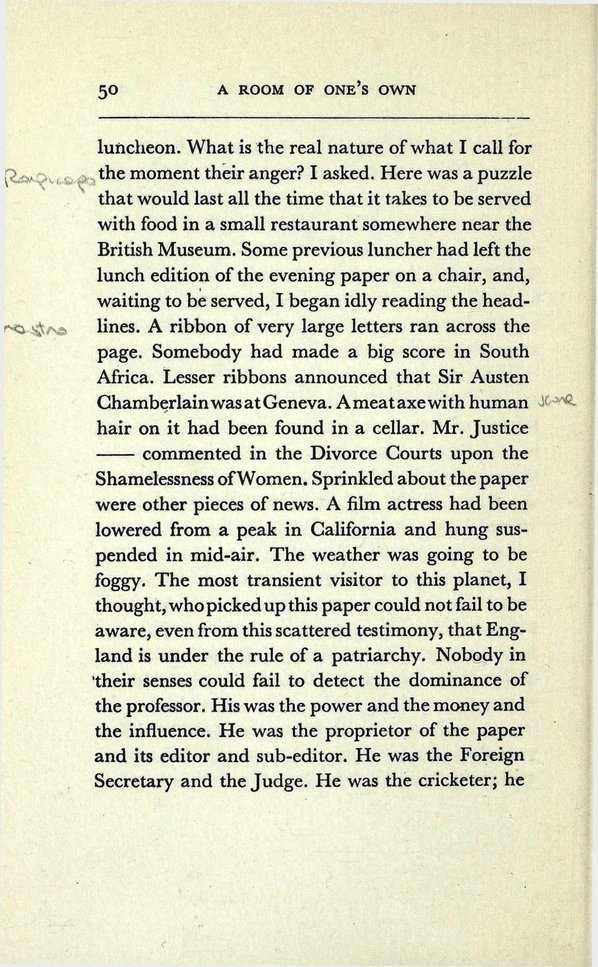 50 A ROOM OF ONE'S OWN
luncheon. What is the real nature of what I call for
the moment their anger? I asked. Here was a puzzle
that would last all the time that it takes to be served
with food in a small restaurant somewhere near the
British Museum. Some previous luncher had left the
lunch edition of the evening paper on a chair, and,
waiting to be served, I began idly reading the head-
lines. A ribbon of very large letters ran across the
page. Somebody had made a big score in South
Africa. Lesser ribbons announced that Sir Austen
Chamberlain was at Geneva. A meat axe with human
hair on it had been found in a cellar. Mr. Justice
—— commented in the Divorce Courts upon the
Shamelessness of Women. Sprinkled about the paper
were other pieces of news. A film actress had been
lowered from a peak in California and hung sus-
pended in mid-air. The weather was going to be
foggy. The most transient visitor to this planet, I
thought, who picked up this paper could not fail to be
aware, even from this scattered testimony, that Eng-
land is under the rule of a patriarchy. Nobody in
their senses could fail to detect the dominance of
the professor. His was the power and the money and
the influence. He was the proprietor of the paper
and its editor and sub-editor. He was the Foreign
Secretary and the Judge. He was the cricketer; he